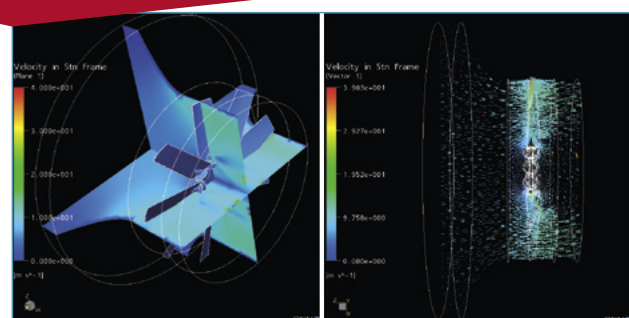 Velocity in Stn Frame
(Plane 1)
4.000e+001
3.000e+001
2.000e+001
1.000e+001
0.000e+000
[m s^-1]
Velocity in Stn Frame
(Vector 1)
3.903e+001
2.927e+001
1.952e+001
9.758e+000
0.000e+000
[m s^-1]